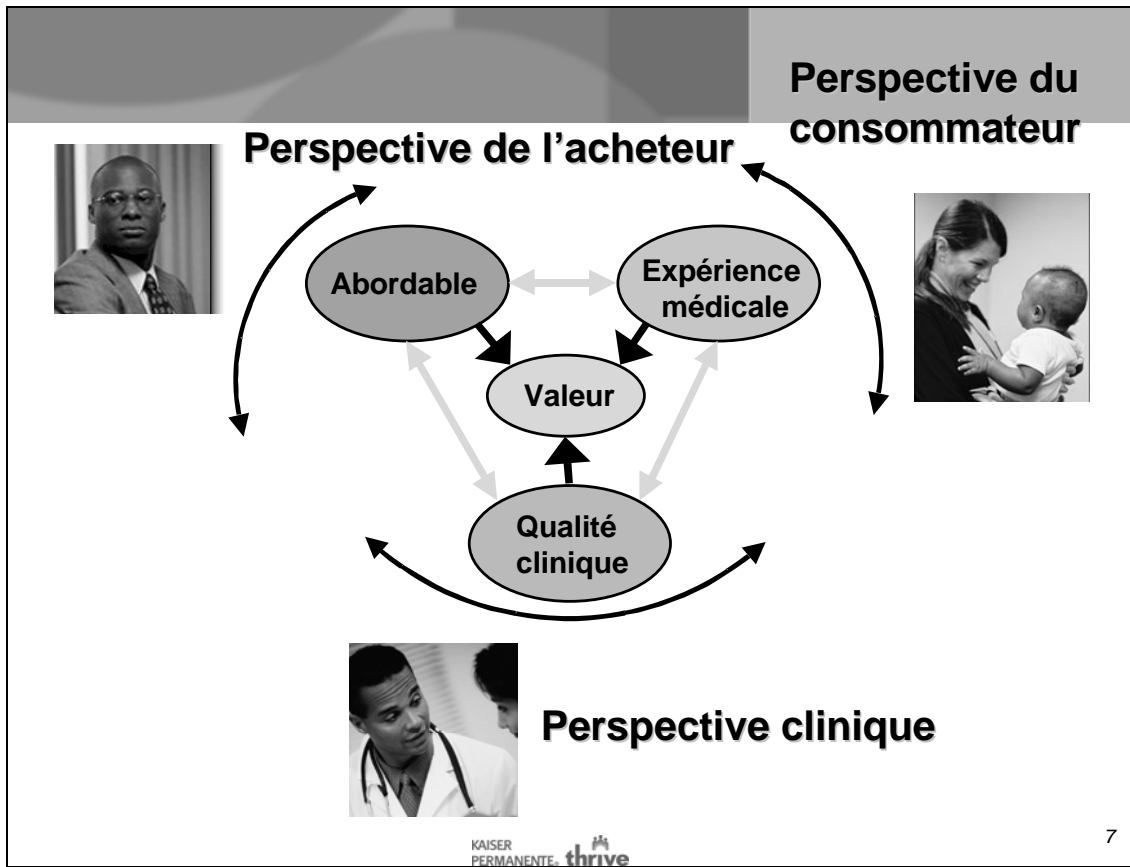 Perspective du
consommateur
Perspective de l'acheteur
Abordable
Expérience
médicale
Valeur
Qualité
clinique
Perspective clinique
KAISER
PERMANENTE® thrive
7